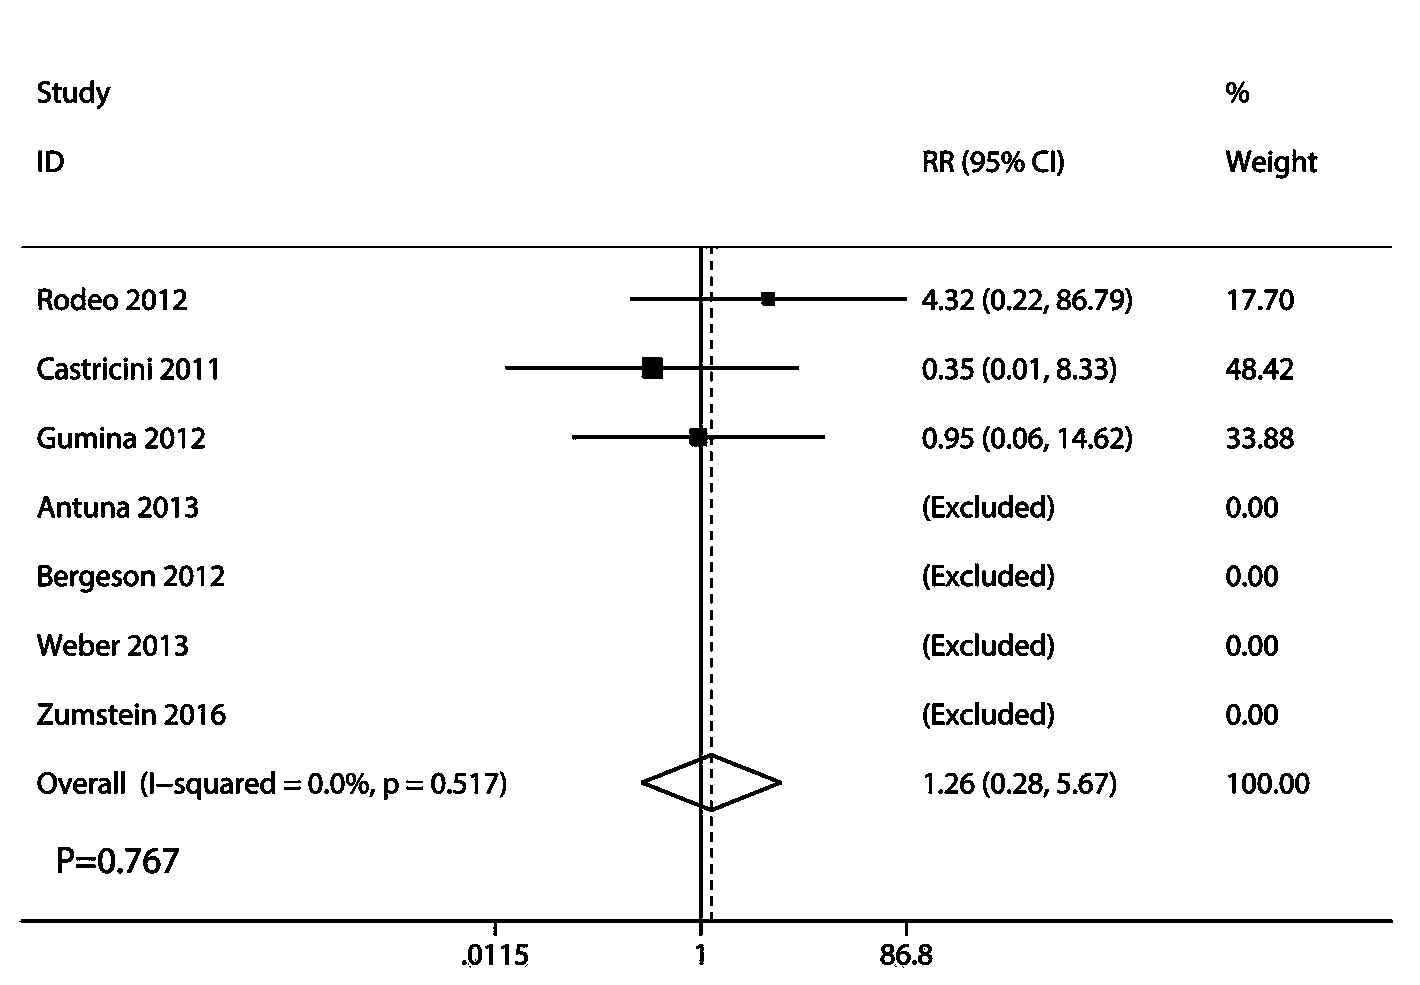 Study %
ID RR (95% CI) Weight
Rodeo 2012 4.32 (0.22, 86.79) 17.70
Castricini 2011 0.35 (0.01, 8.33) 48.42
Gumina 2012 0.95 (0.06, 14.62) 33.88
Antuna 2013 (Excluded) 0.00
Bergeson 2012 (Excluded) 0.00
Weber 2013 (Excluded) 0.00
Zumstein 2016 (Excluded) 0.00
Overall (I−squared = 0.0%, p = 0.517) 1.26 (0.28, 5.67) 100.00
P=0.767
.0115 1 86.8